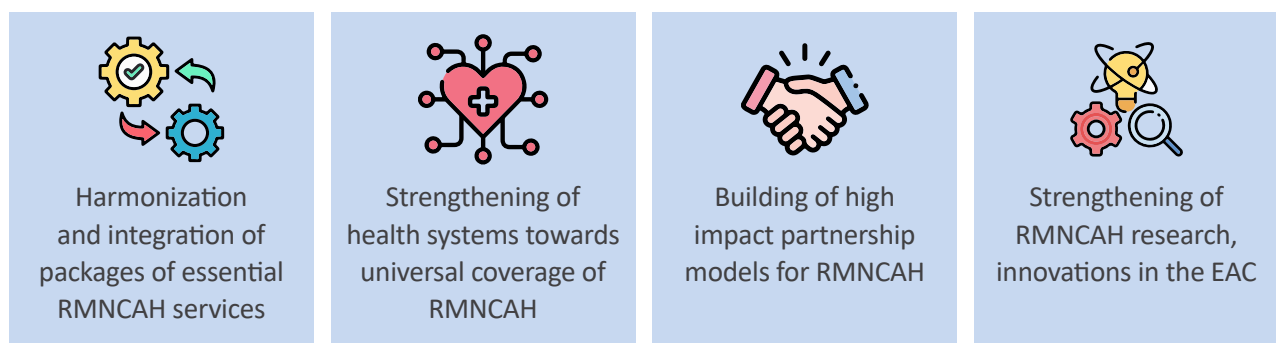 Harmonization
and integration of
packages of essential
RMNCAH services
Strengthening of
health systems towards
universal coverage of
RMNCAH
Building of high
impact partnership
models for RMNCAH
Strengthening of
RMNCAH research,
innovations in the EAC